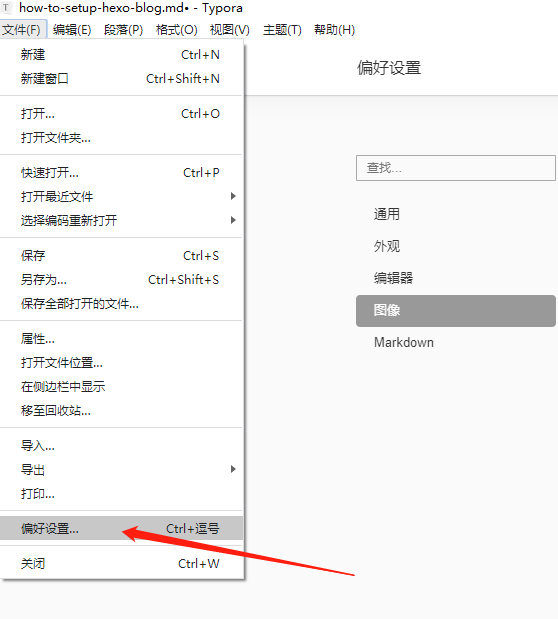 T how-to-setup-hexo-blog.md• - Typora
文件(F) 编辑(E) 段落(P) 格式(O) 视图(V) 主题(T) 帮助(H)
新建 Ctrl+N
新建窗口 Ctrl+Shift+N
打开... Ctrl+O
打开文件夹...
快速打开... Ctrl+P
打开最近文件
选择编码重新打开
保存 Ctrl+S
另存为... Ctrl+Shift+S
保存全部打开的文件...
属性...
打开文件位置...
在侧边栏中显示
移至回收站...
导入...
导出
打印...
偏好设置... Ctrl+逗号
关闭 Ctrl+W
偏好设置
查找...
通用
外观
编辑器
图像
Markdown